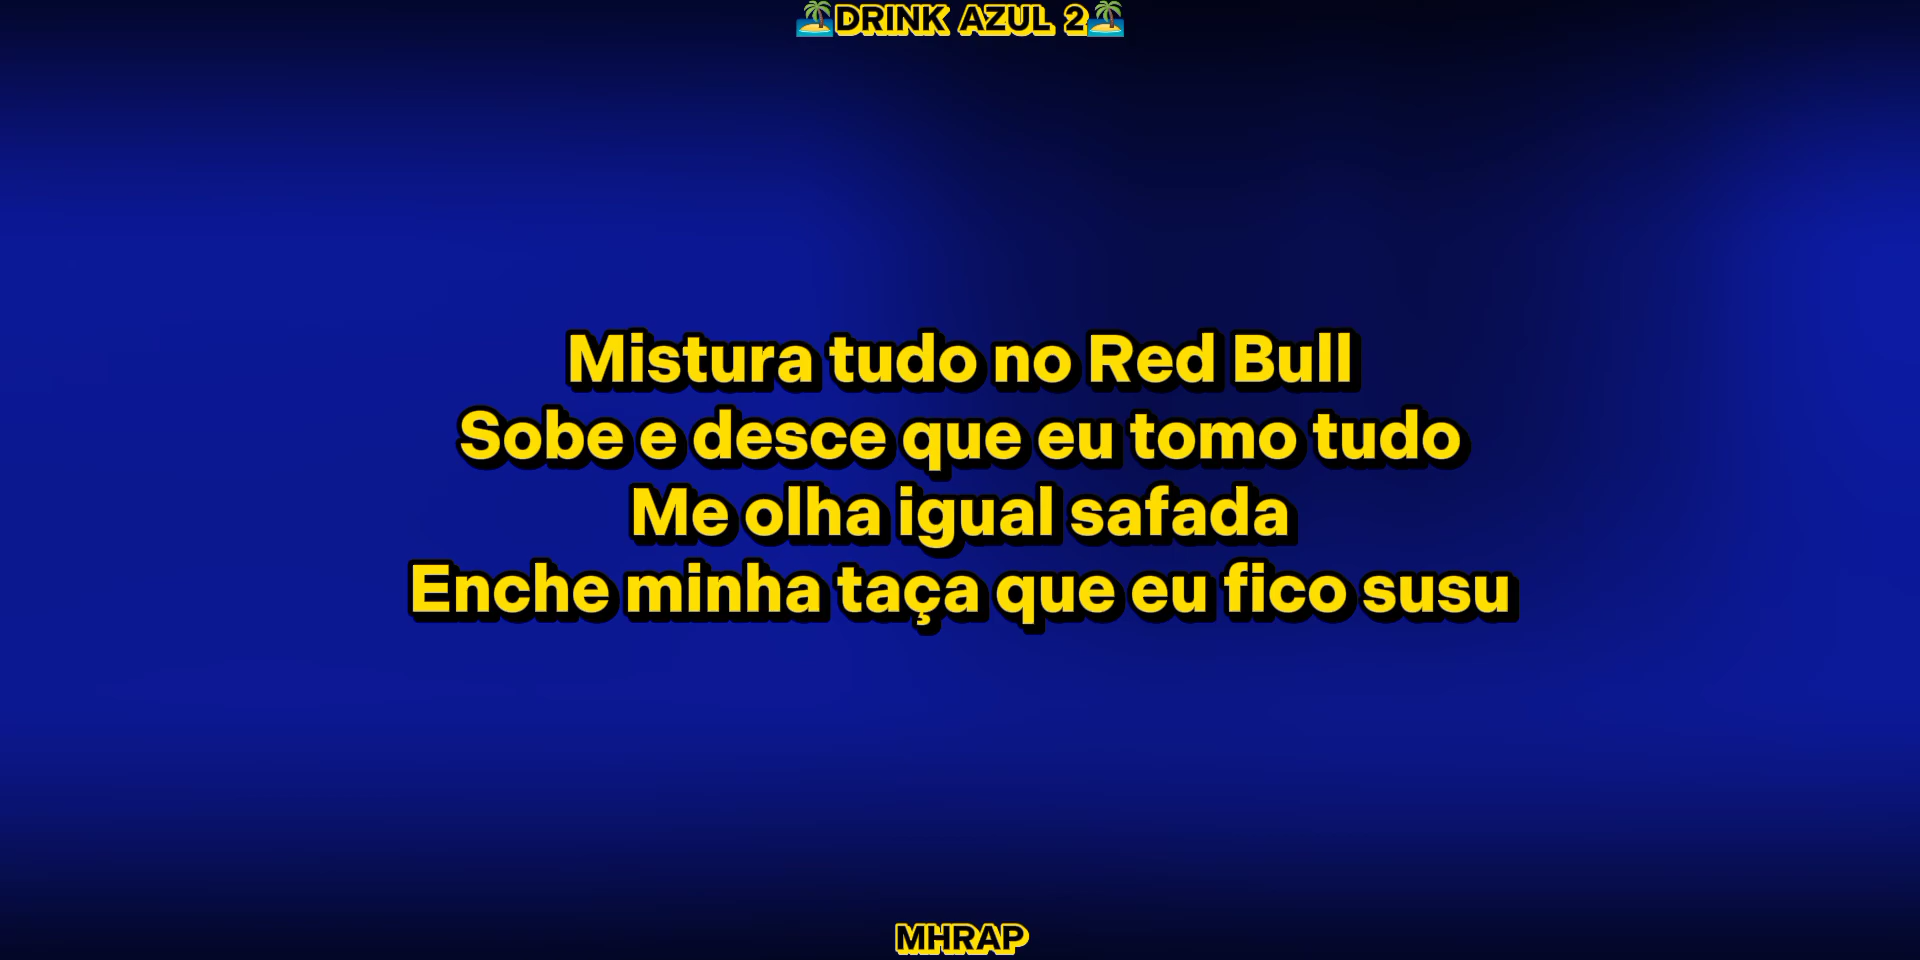 🏝️DRINK AZUL 2🏝️
Mistura tudo no Red Bull
Sobe e desce que eu tomo tudo
Me olha igual safada
Enche minha taça que eu fico susu
MHRAP